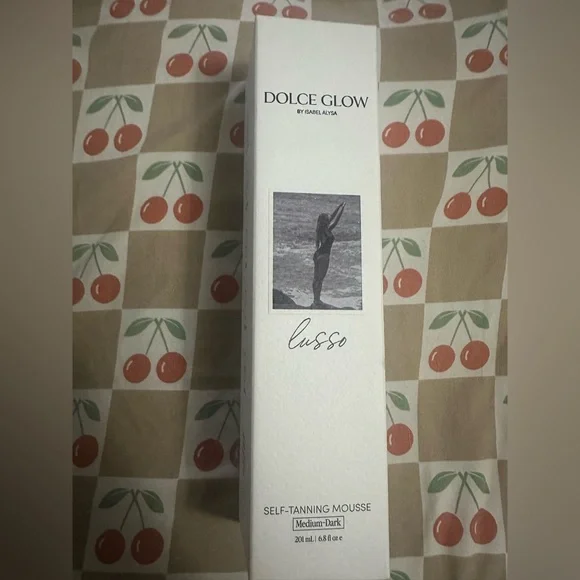 DOLCE GLOW
BY ISABEL ALYSA
lusso
SELF-TANNING MOUSSE
Medium-Dark
201 mL | 6.8 fl oz e